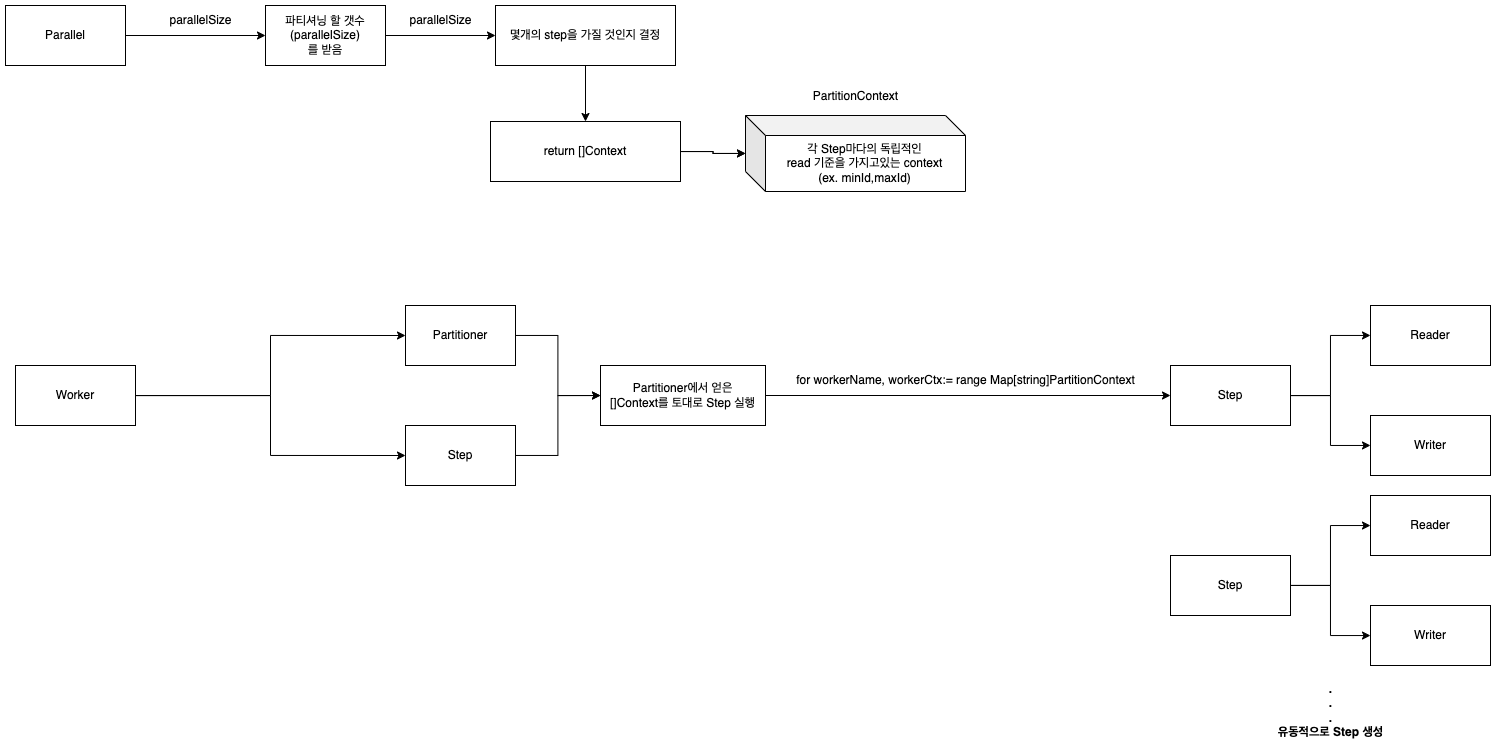 Parallel
parallelSize
파티셔닝 할 갯수
(parallelSize)
를 받음
parallelSize
몇개의 step을 가질 것인지 결정
return []Context
PartitionContext
각 Step마다의 독립적인
read 기준을 가지고있는 context
(ex. minId,maxId)
Worker
Partitioner
Step
Partitioner에서 얻은
[]Context를 토대로 Step 실행
for workerName, workerCtx:= range Map[string]PartitionContext
Step
Reader
Writer
Step
Reader
Writer
.
.
.
유동적으로 Step 생성